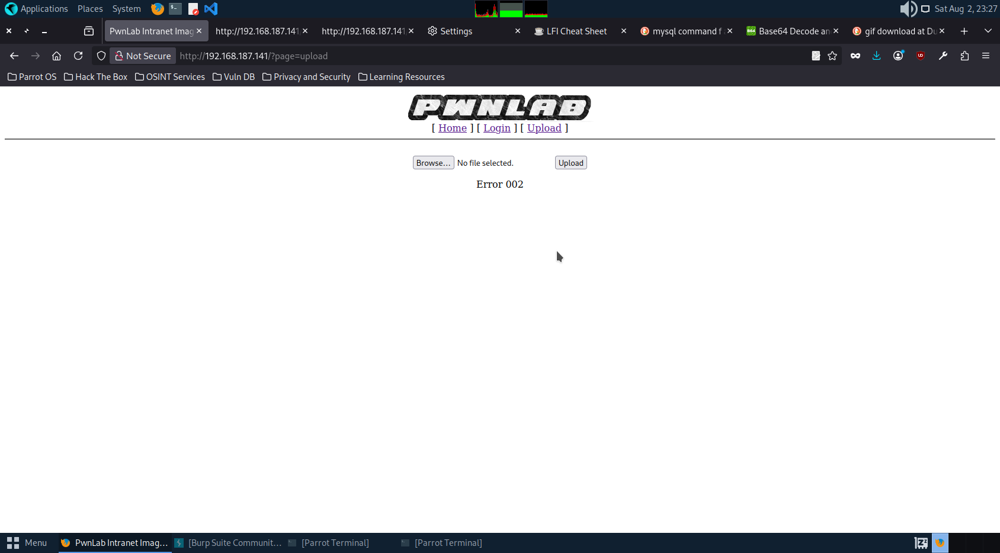 Applications Places System Sat Aug 2, 23:27
PwnLab Intranet Imag http://192.168.187.141/ http://192.168.187.141/ Settings LFI Cheat Sheet mysql command f a Base64 Decode an gif download at Du
Not Secure http://192.168.187.141/?page=upload
Parrot OS Hack The Box OSINT Services Vuln DB Privacy and Security Learning Resources
PWNLAB
[ Home ] [ Login ] [ Upload ]
Browse... No file selected. Upload
Error 002
Menu PwnLab Intranet Imag... [Burp Suite Communit... [Parrot Terminal] [Parrot Terminal]